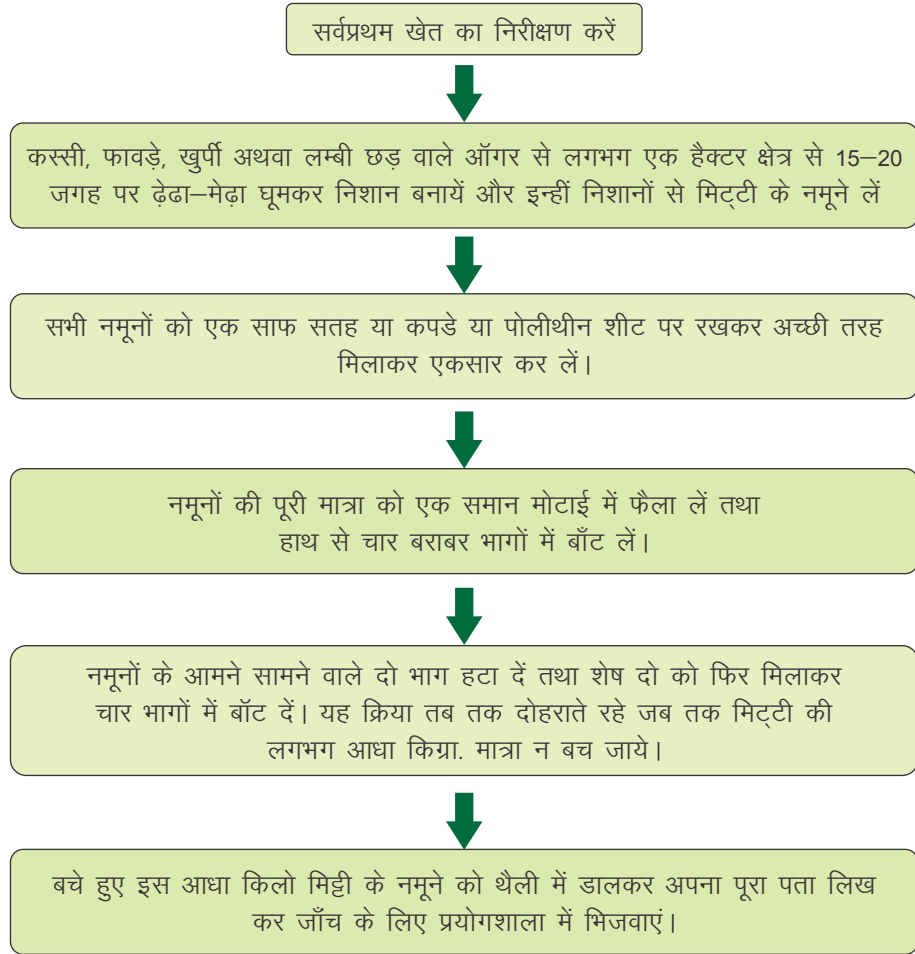 सर्वप्रथम खेत का निरीक्षण करें
कस्सी, फावड़े, खुर्पी अथवा लम्बी छड़ वाले ऑगर से लगभग एक हैक्टर क्षेत्र से 15–20
जगह पर ढ़ेढा–मेढ़ा घूमकर निशान बनायें और इन्हीं निशानों से मिट्टी के नमूने लें
सभी नमूनों को एक साफ सतह या कपडे या पोलीथीन शीट पर रखकर अच्छी तरह
मिलाकर एकसार कर लें।
नमूनों की पूरी मात्रा को एक समान मोटाई में फैला लें तथा
हाथ से चार बराबर भागों में बाँट लें।
नमूनों के आमने सामने वाले दो भाग हटा दें तथा शेष दो को फिर मिलाकर
चार भागों में बॉट दें। यह क्रिया तब तक दोहराते रहे जब तक मिट्टी की
लगभग आधा किग्रा. मात्रा न बच जाये।
बचे हुए इस आधा किलो मिट्टी के नमूने को थैली में डालकर अपना पूरा पता लिख
कर जाँच के लिए प्रयोगशाला में भिजवाएं।